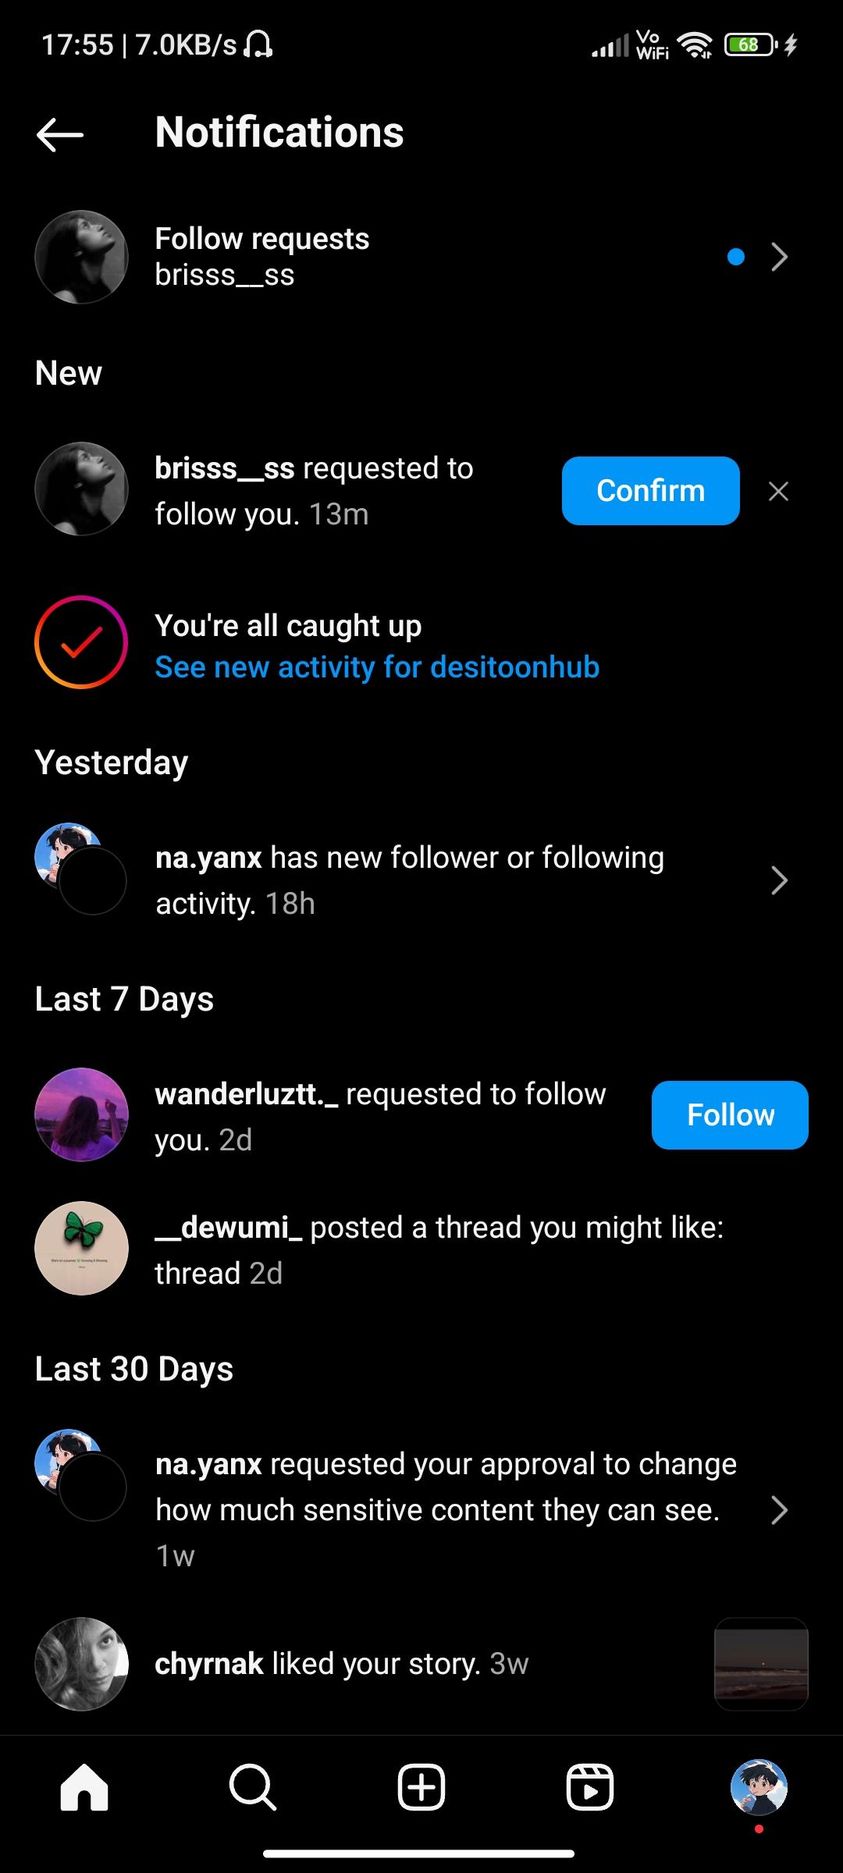 17:55 | 7.0KB/s
Vo
WiFi
68
Notifications
Follow requests
brisss__ss
New
brisss__ss requested to
follow you. 13m
Confirm
You're all caught up
See new activity for desitoonhub
Yesterday
na.yanx has new follower or following
activity. 18h
Last 7 Days
wanderluztt._ requested to follow
you. 2d
Follow
__dewumi_ posted a thread you might like:
thread 2d
Last 30 Days
na.yanx requested your approval to change
how much sensitive content they can see.
1w
chyrnak liked your story. 3w